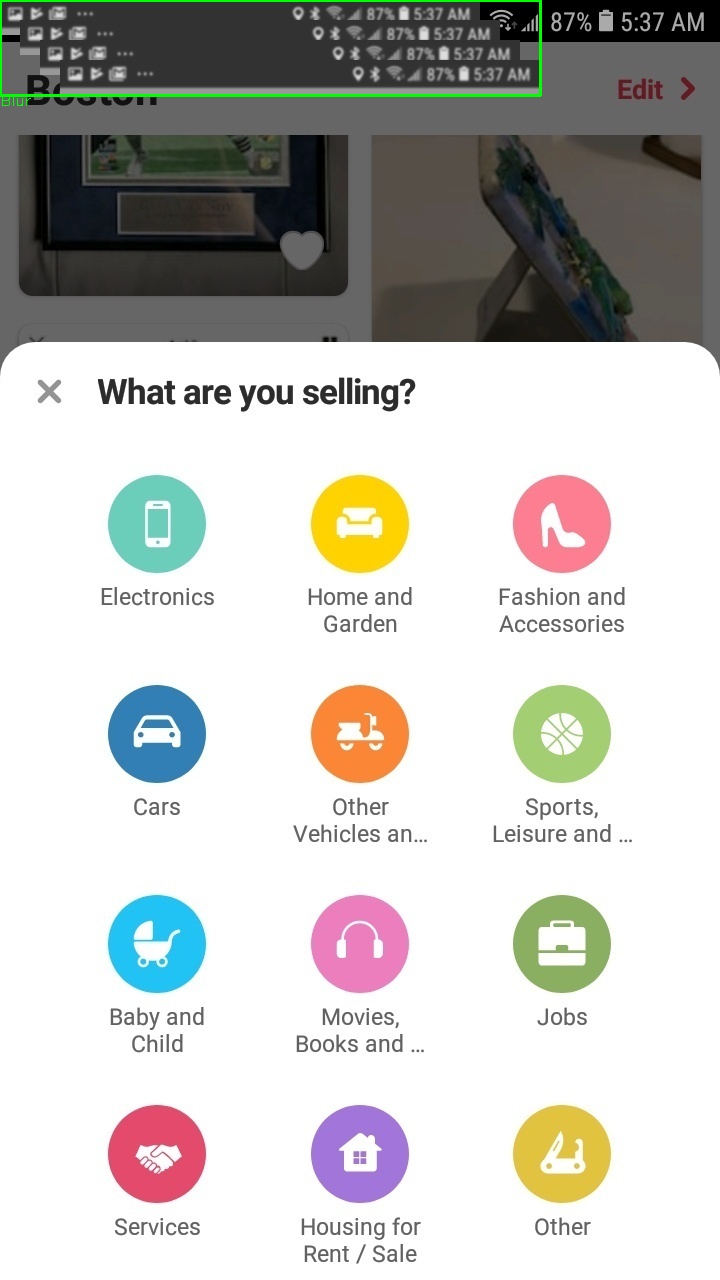 87% 5:37 AM
87% 5:37 AM
87% 5:37 AM
87% 5:37 AM
87% 5:37 AM
Blur
Boston
Edit
What are you selling?
Electronics
Home and
Garden
Fashion and
Accessories
Cars
Other
Vehicles an…
Sports,
Leisure and …
Baby and
Child
Movies,
Books and …
Jobs
Services
Housing for
Rent / Sale
Other